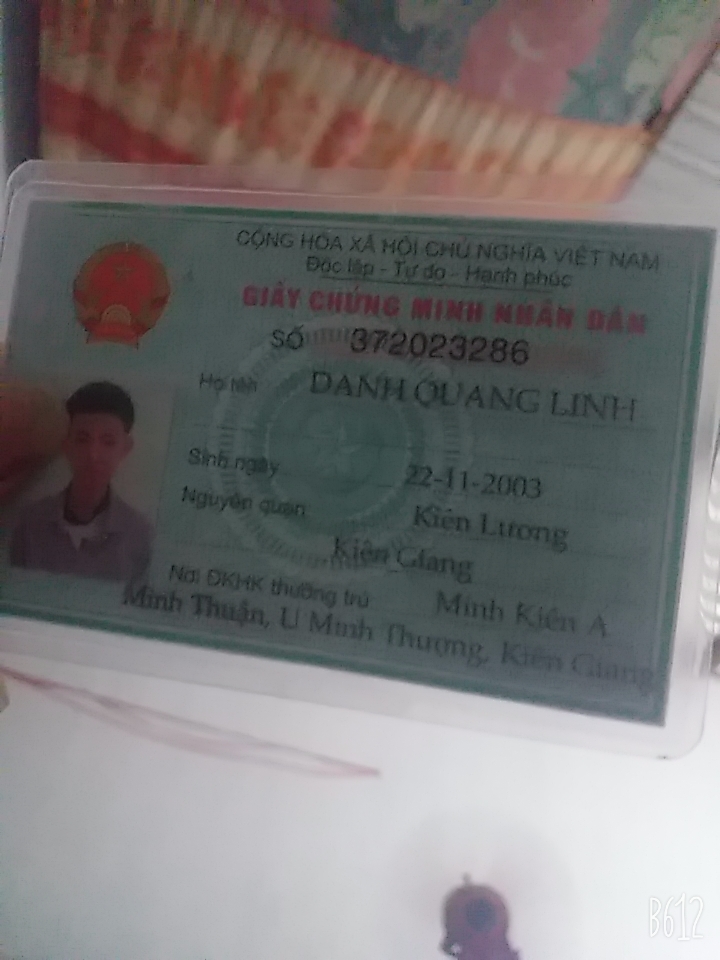 CỘNG HÒA XÃ HỘI CHỦ NGHĨA VIỆT NAM
Độc lập - Tự do - Hạnh phúc
GIẤY CHỨNG MINH NHÂN DÂN
SỐ 372023286
Họ tên DANH QUANG LINH
Sinh ngày 22-11-2003
Nguyên quán Kiên Lương
Kiên Giang
Nơi ĐKHK thường trú Minh Kiên A
Minh Thuận, U Minh Thượng, Kiên Giang
B612